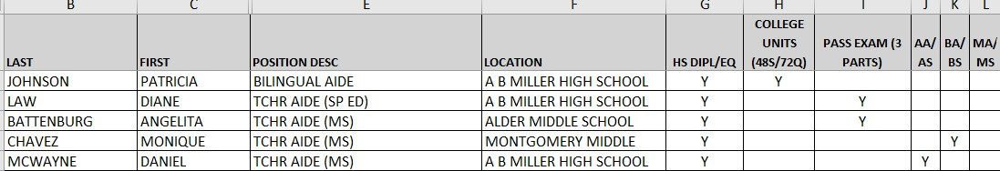 B C E F G H I J K L
LAST FIRST POSITION DESC LOCATION HS DIPL/EQ COLLEGE UNITS (48S/72Q) PASS EXAM (3 PARTS) AA/AS BA/BS MA/MS
JOHNSON PATRICIA BILINGUAL AIDE A B MILLER HIGH SCHOOL Y Y
LAW DIANE TCHR AIDE (SP ED) A B MILLER HIGH SCHOOL Y Y
BATTENBURG ANGELITA TCHR AIDE (MS) ALDER MIDDLE SCHOOL Y Y
CHAVEZ MONIQUE TCHR AIDE (MS) MONTGOMERY MIDDLE Y Y
MCWAYNE DANIEL TCHR AIDE (MS) A B MILLER HIGH SCHOOL Y Y